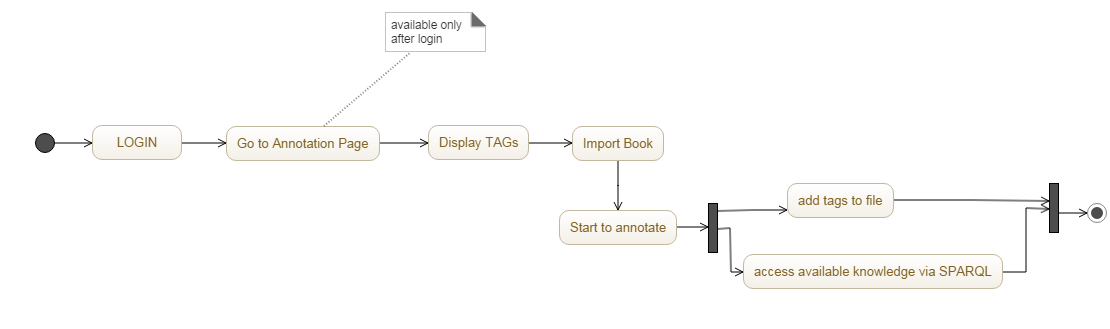 available only
after login
LOGIN
Go to Annotation Page
Display TAGs
Import Book
Start to annotate
add tags to file
access available knowledge via SPARQL